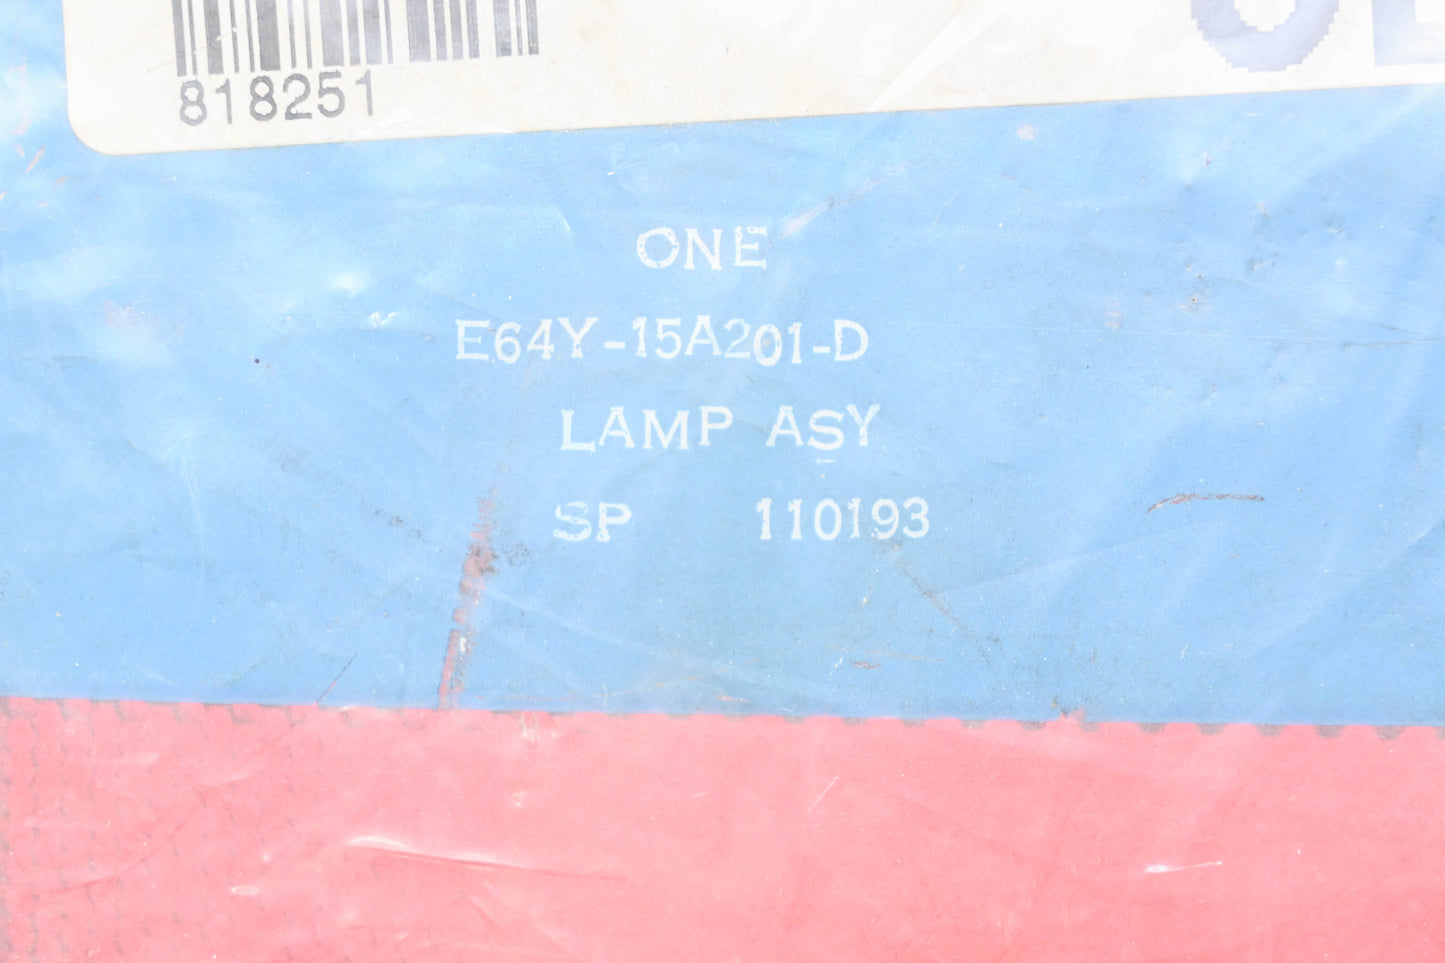 818251
ONE
E64Y-15A201-D
LAMP ASY
SP 110193